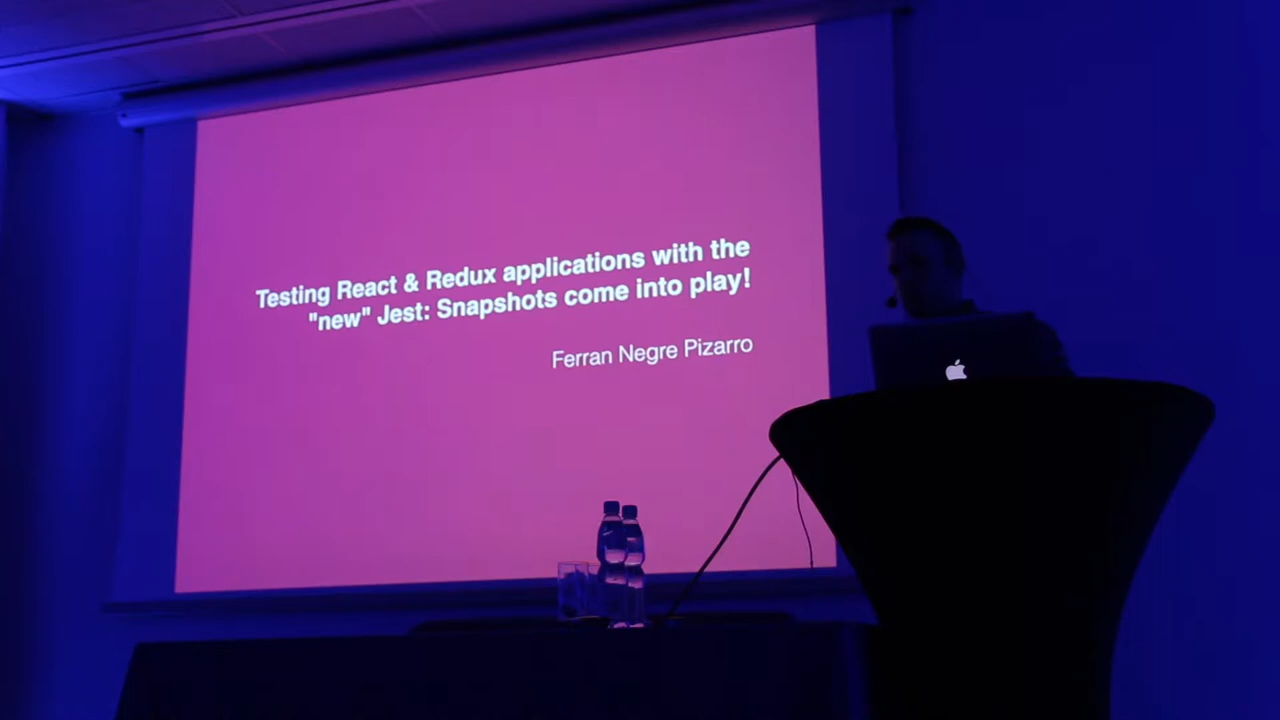 Testing React & Redux applications with the
"new" Jest: Snapshots come into play!
Ferran Negre Pizarro